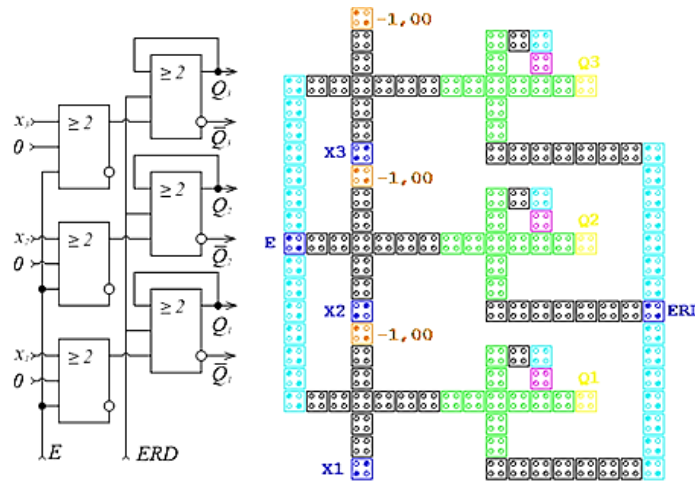 ≥ 2
Q₃
x₃
≥ 2
Q̄₃
0
≥ 2
Q₂
x₂
≥ 2
Q̄₂
0
≥ 2
Q₁
x₁
≥ 2
Q̄₁
0
E
ERD
-1,00
Q3
X3
-1,00
E
Q2
X2
ERD
-1,00
Q1
X1